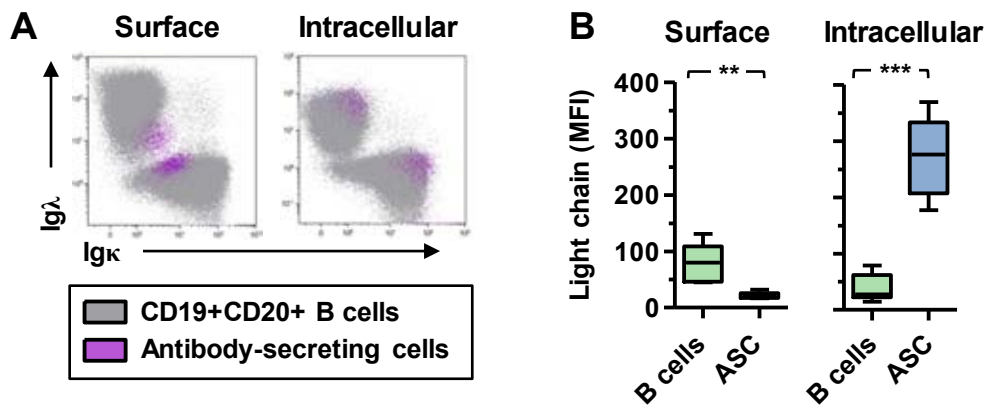 A
Surface
Intracellular
Igλ
Igκ
CD19+CD20+ B cells
Antibody-secreting cells
B
Surface
Intracellular
**
***
Light chain (MFI)
400
300
200
100
0
B cells
ASC
B cells
ASC